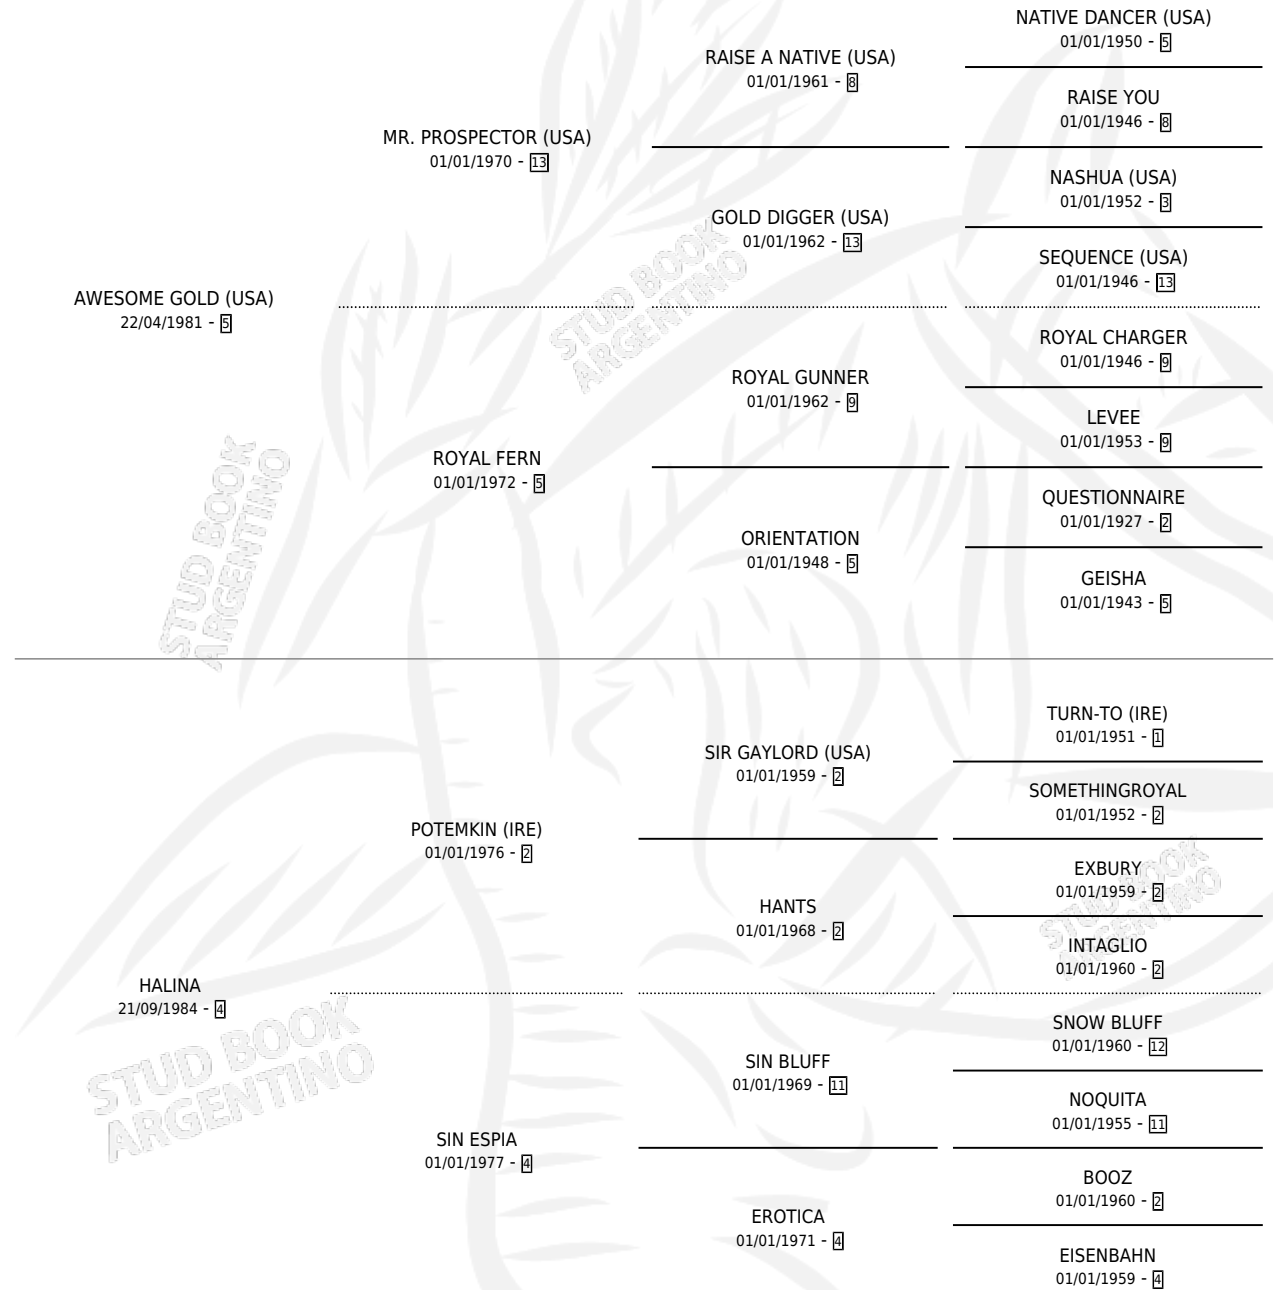 NATIVE DANCER (USA)
01/01/1950 - 5
RAISE A NATIVE (USA)
01/01/1961 - 8
RAISE YOU
01/01/1946 - 8
MR. PROSPECTOR (USA)
01/01/1970 - 13
NASHUA (USA)
01/01/1952 - 3
GOLD DIGGER (USA)
01/01/1962 - 13
SEQUENCE (USA)
01/01/1946 - 13
AWESOME GOLD (USA)
22/04/1981 - 5
STUD BOOK
ARGENTINO
ROYAL CHARGER
01/01/1946 - 9
ROYAL GUNNER
01/01/1962 - 9
LEVEE
01/01/1953 - 9
ROYAL FERN
01/01/1972 - 5
QUESTIONNAIRE
01/01/1927 - 2
ORIENTATION
01/01/1948 - 5
GEISHA
01/01/1943 - 5
STUD BOOK
ARGENTINO
TURN-TO (IRE)
01/01/1951 - 1
SIR GAYLORD (USA)
01/01/1959 - 2
SOMETHINGROYAL
01/01/1952 - 2
POTEMKIN (IRE)
01/01/1976 - 2
EXBURY
01/01/1959 - 2
HANTS
01/01/1968 - 2
INTAGLIO
01/01/1960 - 2
STUD BOOK
ARGENTINO
HALINA
21/09/1984 - 4
SNOW BLUFF
01/01/1960 - 12
SIN BLUFF
01/01/1969 - 11
NOQUITA
01/01/1955 - 11
STUD BOOK
ARGENTINO
SIN ESPIA
01/01/1977 - 4
BOOZ
01/01/1960 - 2
EROTICA
01/01/1971 - 4
EISENBAHN
01/01/1959 - 4